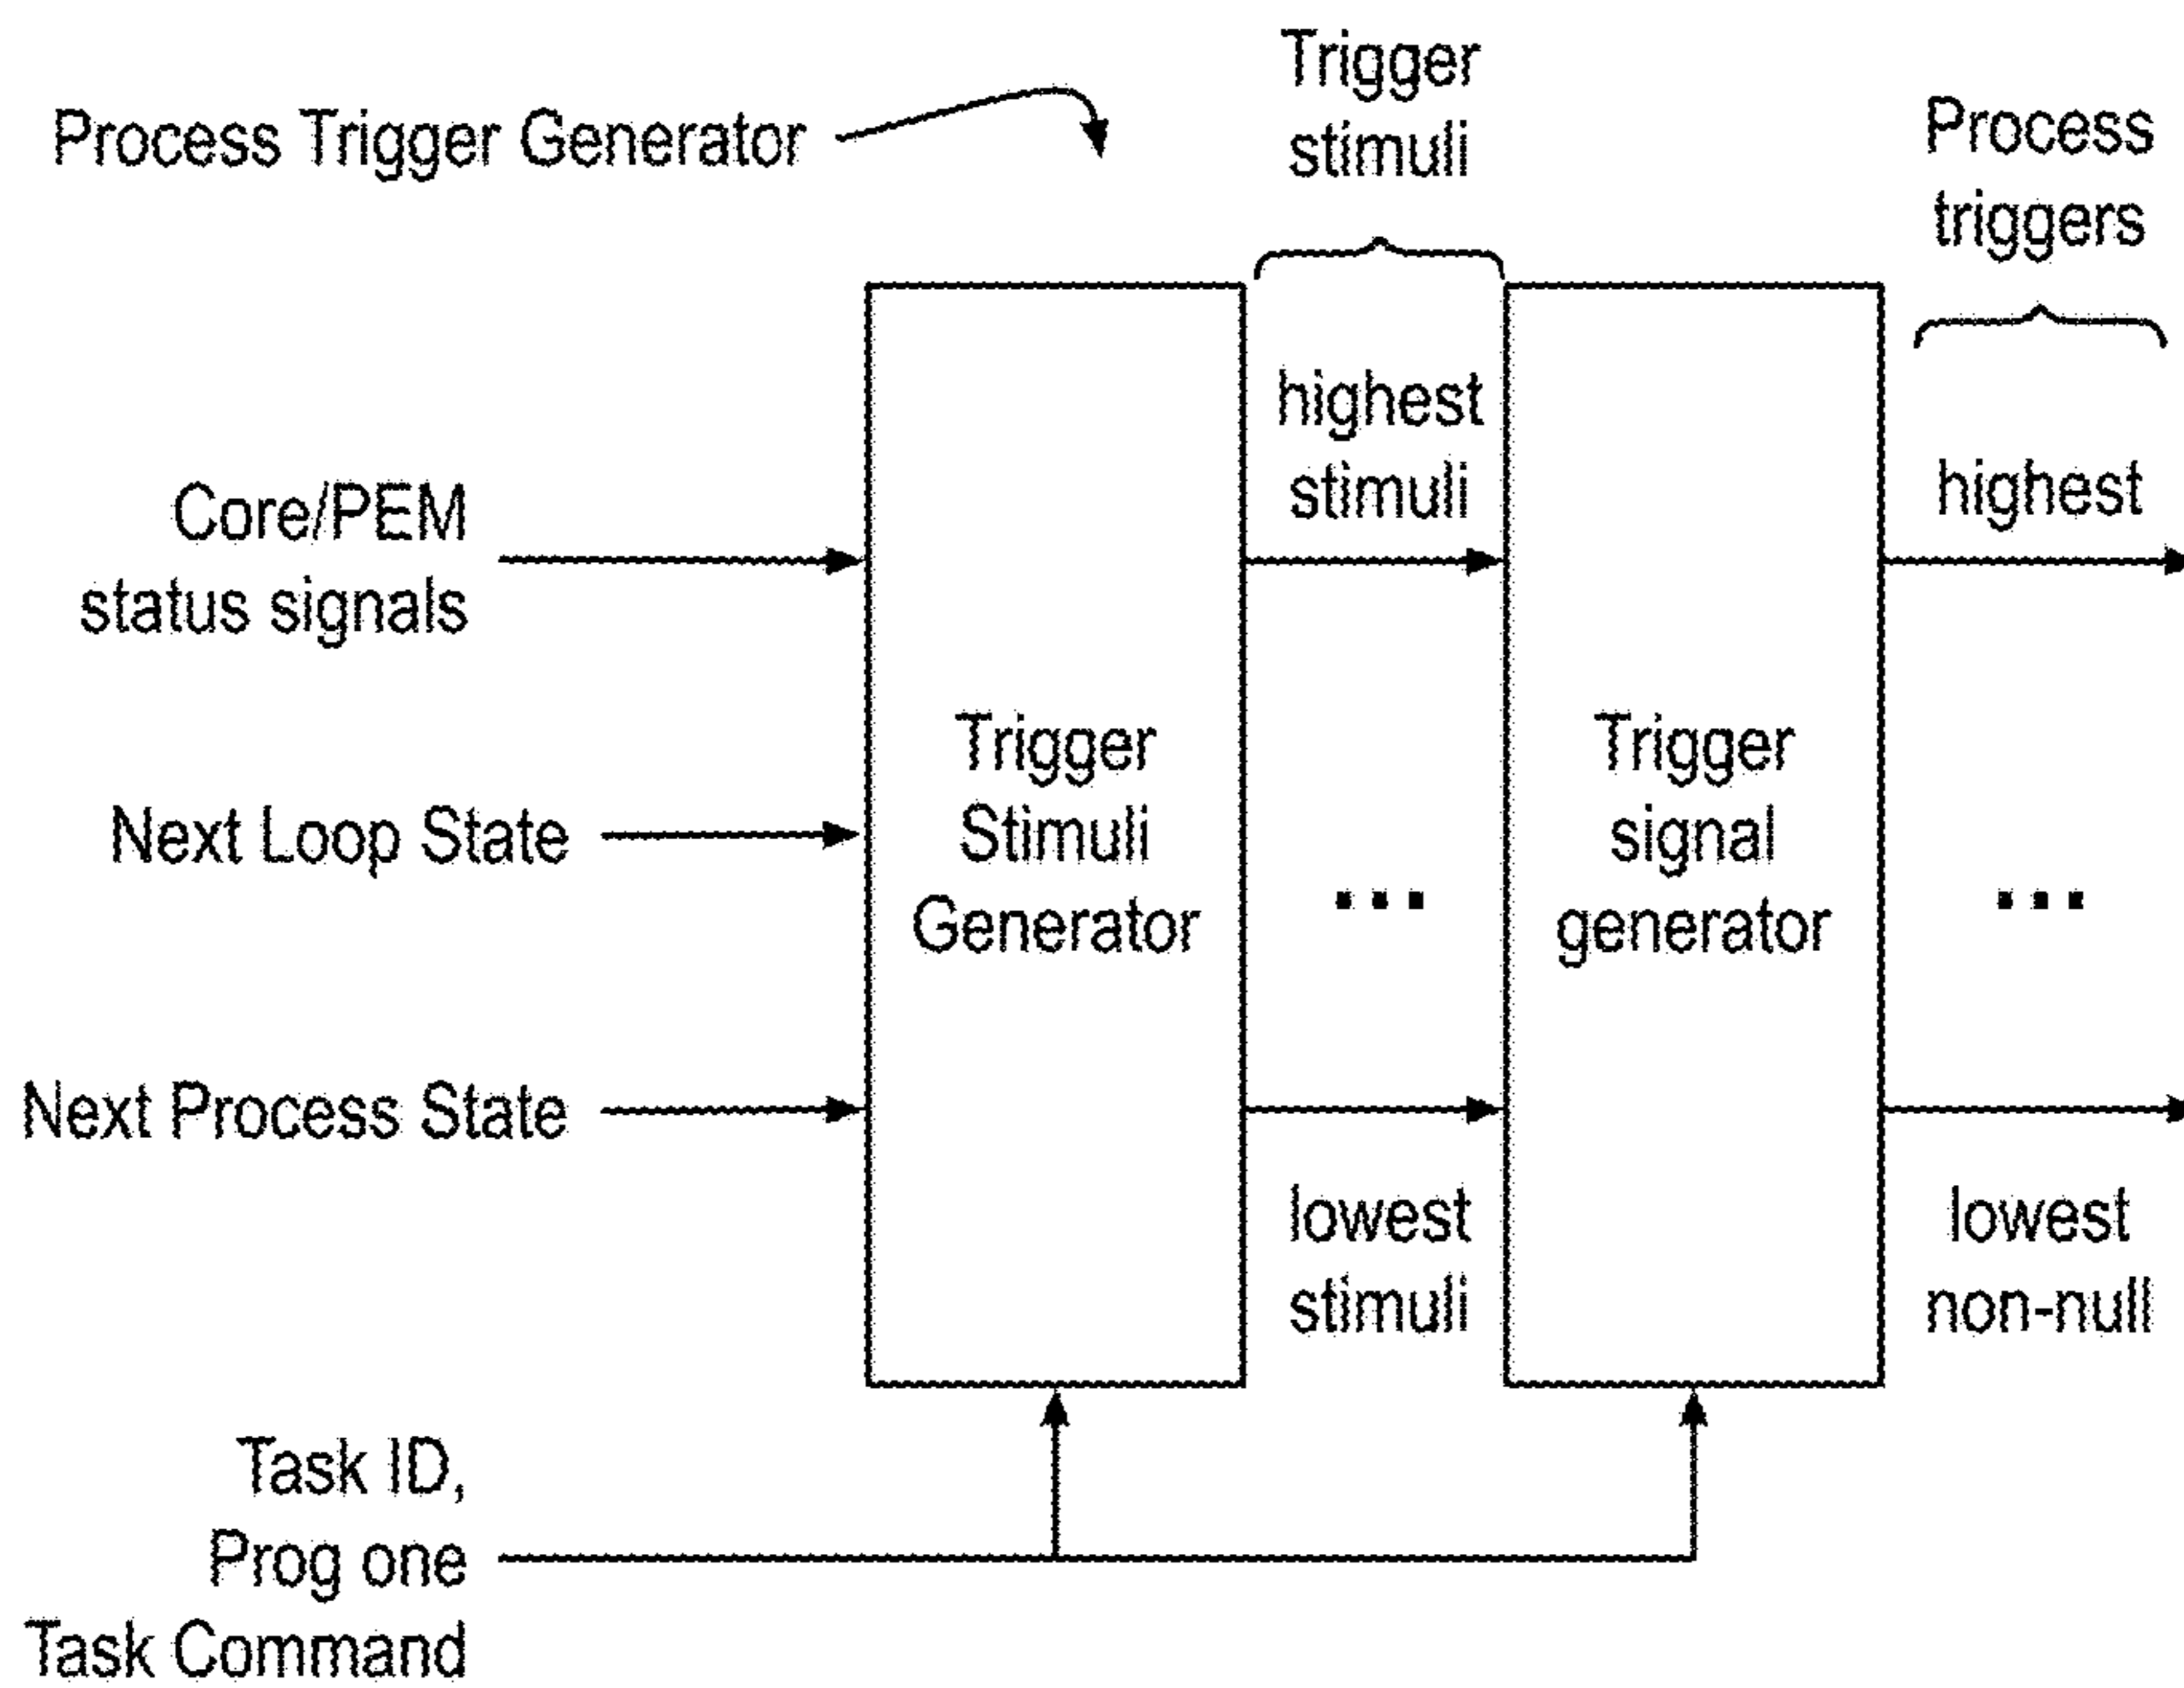 Process Trigger Generator
Trigger
stimuli
Process
triggers
highest
stimuli
highest
Core/PEM
status signals
Next Loop State
Next Process State
Trigger
Stimuli
Generator
...
Trigger
signal
generator
...
lowest
stimuli
lowest
non-null
Task ID,
Prog one
Task Command